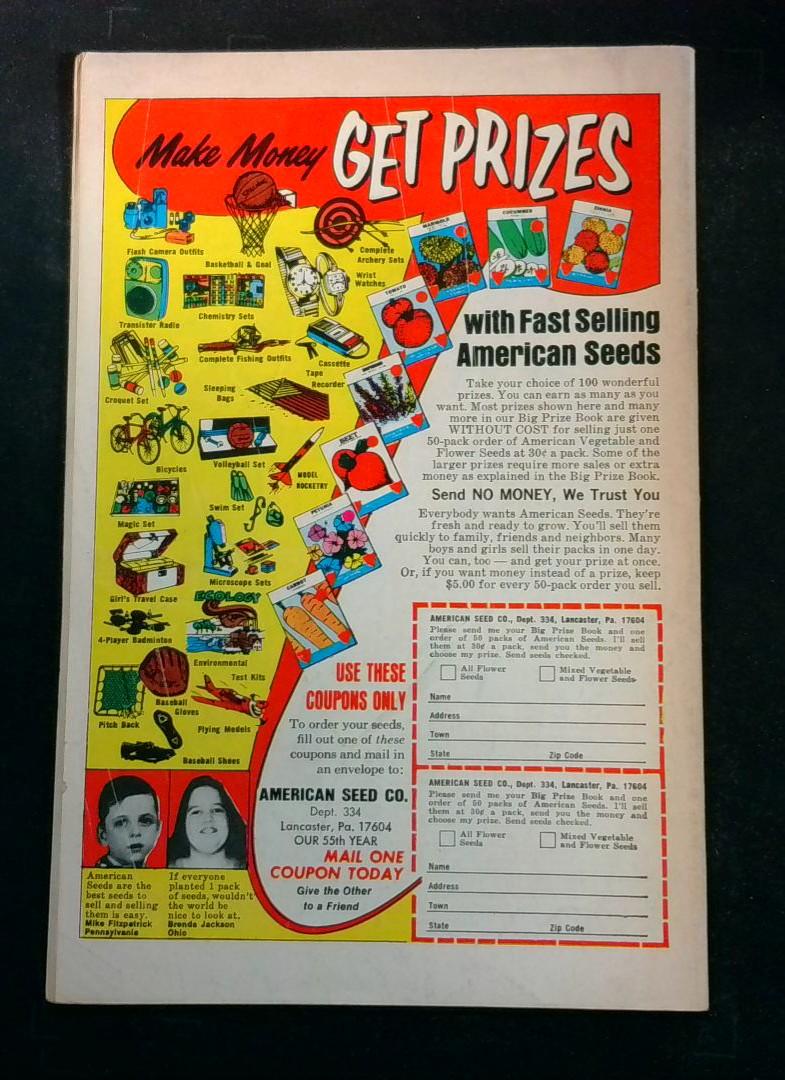 Make Money GET PRIZES
SPALDING
Flash Camera Outfits
Basketball & Goal
Complete
Archery Sets
Wrist
Watches
Transistor Radio
Chemistry Sets
Complete Fishing Outfits
Cassette
Tape
Recorder
Croquet Set
Sleeping
Bags
Bicycles
Volleyball Set
MODEL
ROCKETRY
Magic Set
Swim Set
Girl's Travel Case
Microscope Sets
ECOLOGY
4-Player Badminton
Environmental
Test Kits
Baseball
Gloves
Pitch Back
Flying Models
Baseball Shoes
MARIGOLD
CUCUMBER
ZINNIA
TOMATO
BEET
PETUNIA
CARROT
with Fast Selling
American Seeds
Take your choice of 100 wonderful
prizes. You can earn as many as you
want. Most prizes shown here and many
more in our Big Prize Book are given
WITHOUT COST for selling just one
50-pack order of American Vegetable and
Flower Seeds at 30¢ a pack. Some of the
larger prizes require more sales or extra
money as explained in the Big Prize Book.
Send NO MONEY, We Trust You
Everybody wants American Seeds. They're
fresh and ready to grow. You'll sell them
quickly to family, friends and neighbors. Many
boys and girls sell their packs in one day.
You can, too — and get your prize at once.
Or, if you want money instead of a prize, keep
$5.00 for every 50-pack order you sell.
USE THESE
COUPONS ONLY
To order your seeds,
fill out one of these
coupons and mail in
an envelope to:
AMERICAN SEED CO.
Dept. 334
Lancaster, Pa. 17604
OUR 55th YEAR
MAIL ONE
COUPON TODAY
Give the Other
to a Friend
American
Seeds are the
best seeds to
sell and selling
them is easy.
Mike Fitzpatrick
Pennsylvania
If everyone
planted 1 pack
of seeds, wouldn't
the world be
nice to look at.
Brenda Jackson
Ohio
AMERICAN SEED CO., Dept. 334, Lancaster, Pa. 17604
Please send me your Big Prize Book and one
order of 50 packs of American Seeds. I'll sell
them at 30¢ a pack, send you the money and
choose my prize. Send seeds checked.
All Flower
Seeds
Mixed Vegetable
and Flower Seeds
Name
Address
Town
State Zip Code
AMERICAN SEED CO., Dept. 334, Lancaster, Pa. 17604
Please send me your Big Prize Book and one
order of 50 packs of American Seeds. I'll sell
them at 30¢ a pack, send you the money and
choose my prize. Send seeds checked.
All Flower
Seeds
Mixed Vegetable
and Flower Seeds
Name
Address
Town
State Zip Code